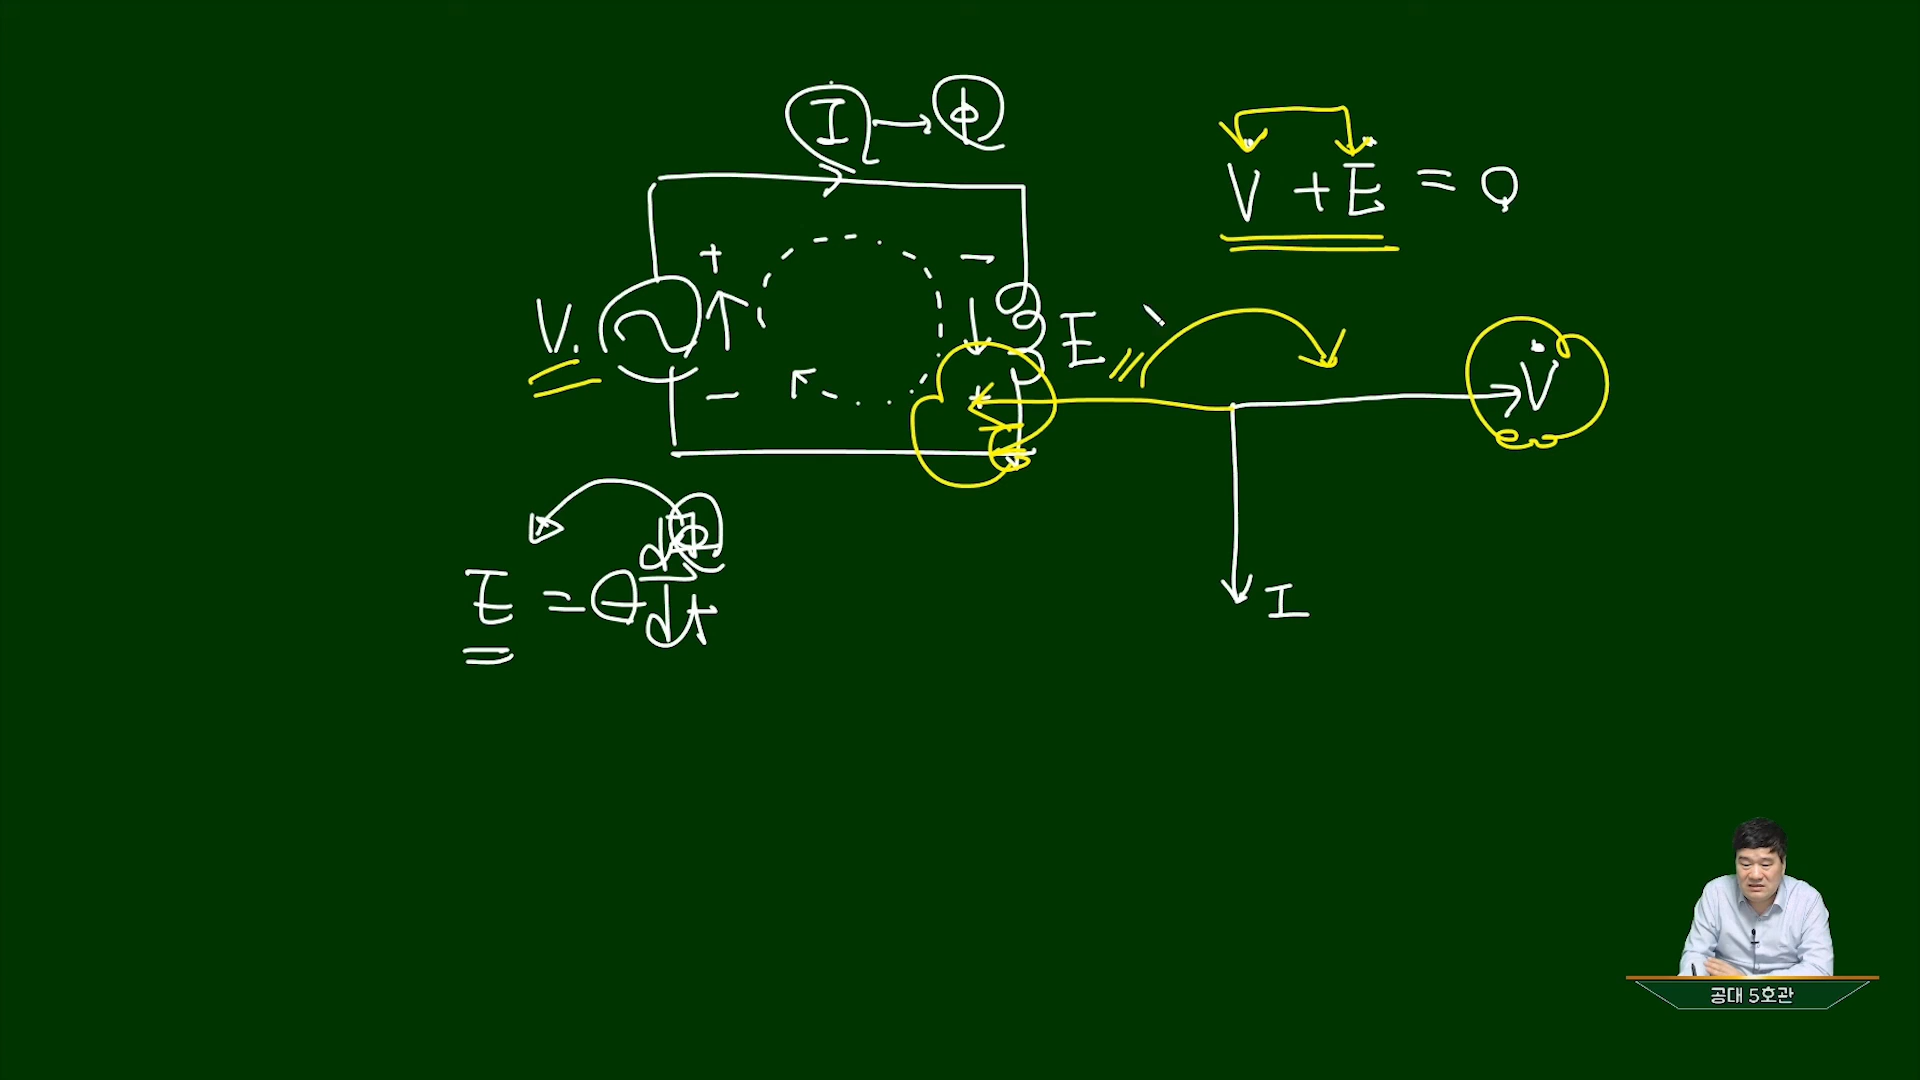 I → ϕ
V̇ + Ė = 0
+
−
V.
E
V̇
−
+
I
E = ⊖ dϕ/dt
공대 5호관